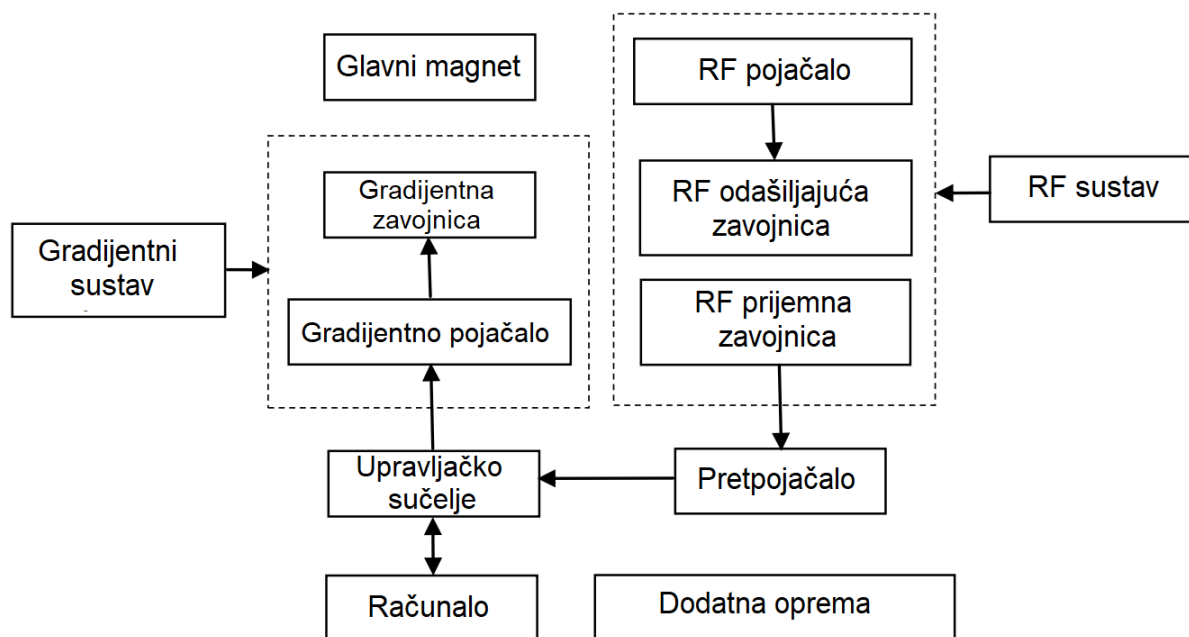 Glavni magnet
RF pojačalo
Gradijentna
zavojnica
RF odašiljajuća
zavojnica
RF sustav
Gradijentni
sustav
Gradijentno pojačalo
RF prijemna
zavojnica
Upravljačko
sučelje
Pretpojačalo
Računalo
Dodatna oprema